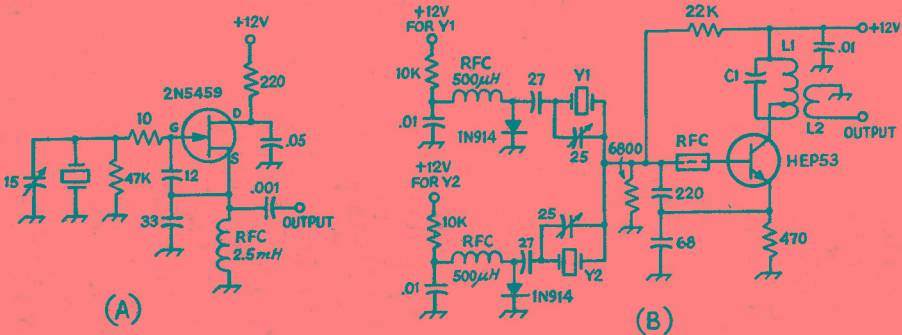 +12V
220
2N5459
10
G
D
S
.05
15
47K
12
33
.001
OUTPUT
RFC
2.5mH
(A)
+12V
FOR Y1
10K
RFC
500µH
.01
1N914
27
Y1
25
+12V
FOR Y2
10K
RFC
500µH
.01
1N914
27
25
Y2
6800
22K
+12V
.01
L1
C1
L2
OUTPUT
RFC
HEP53
220
68
470
(B)